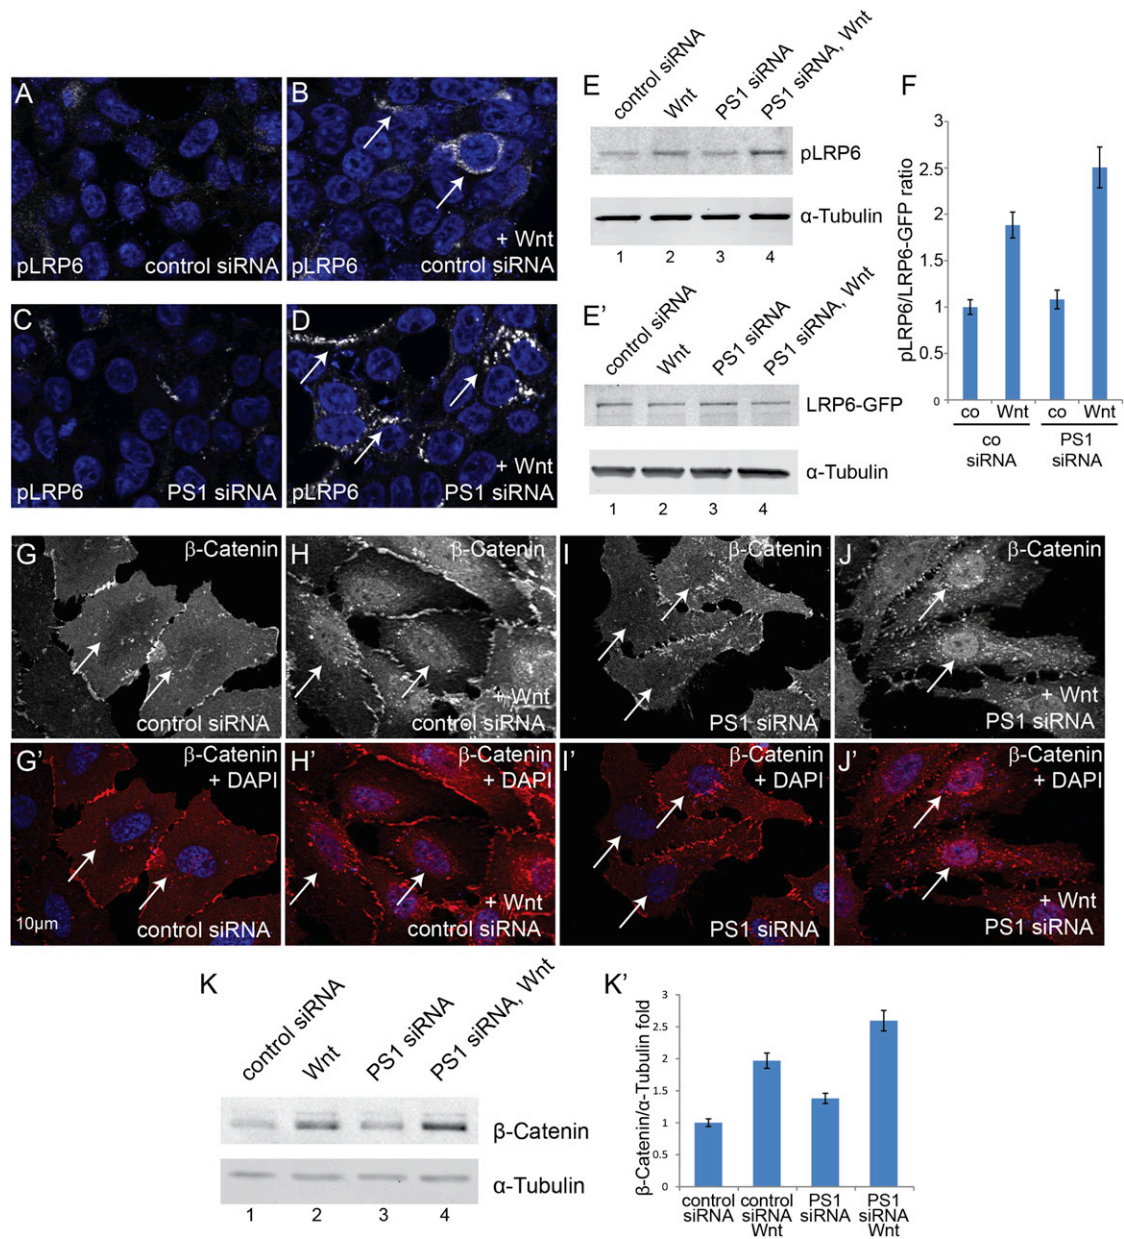 A
pLRP6
control siRNA
B
+ Wnt
pLRP6
control siRNA
C
pLRP6
PS1 siRNA
D
+ Wnt
pLRP6
PS1 siRNA
E
control siRNA
Wnt
PS1 siRNA
PS1 siRNA, Wnt
pLRP6
α-Tubulin
1 2 3 4
E'
control siRNA
Wnt
PS1 siRNA
PS1 siRNA, Wnt
LRP6-GFP
α-Tubulin
1 2 3 4
F
pLRP6/LRP6-GFP ratio
3
2.5
2
1.5
1
0.5
0
co Wnt co Wnt
co
siRNA
PS1
siRNA
G
β-Catenin
control siRNA
H
β-Catenin
+ Wnt
control siRNA
I
β-Catenin
PS1 siRNA
J
β-Catenin
+ Wnt
PS1 siRNA
G'
β-Catenin
+ DAPI
10μm
control siRNA
H'
β-Catenin
+ DAPI
+ Wnt
control siRNA
I'
β-Catenin
+ DAPI
PS1 siRNA
J'
β-Catenin
+ DAPI
+ Wnt
PS1 siRNA
K
control siRNA
Wnt
PS1 siRNA
PS1 siRNA, Wnt
β-Catenin
α-Tubulin
1 2 3 4
K'
β-Catenin/α-Tubulin fold
3
2.5
2
1.5
1
0.5
0
control
siRNA
control
siRNA
Wnt
PS1
siRNA
PS1
siRNA
Wnt